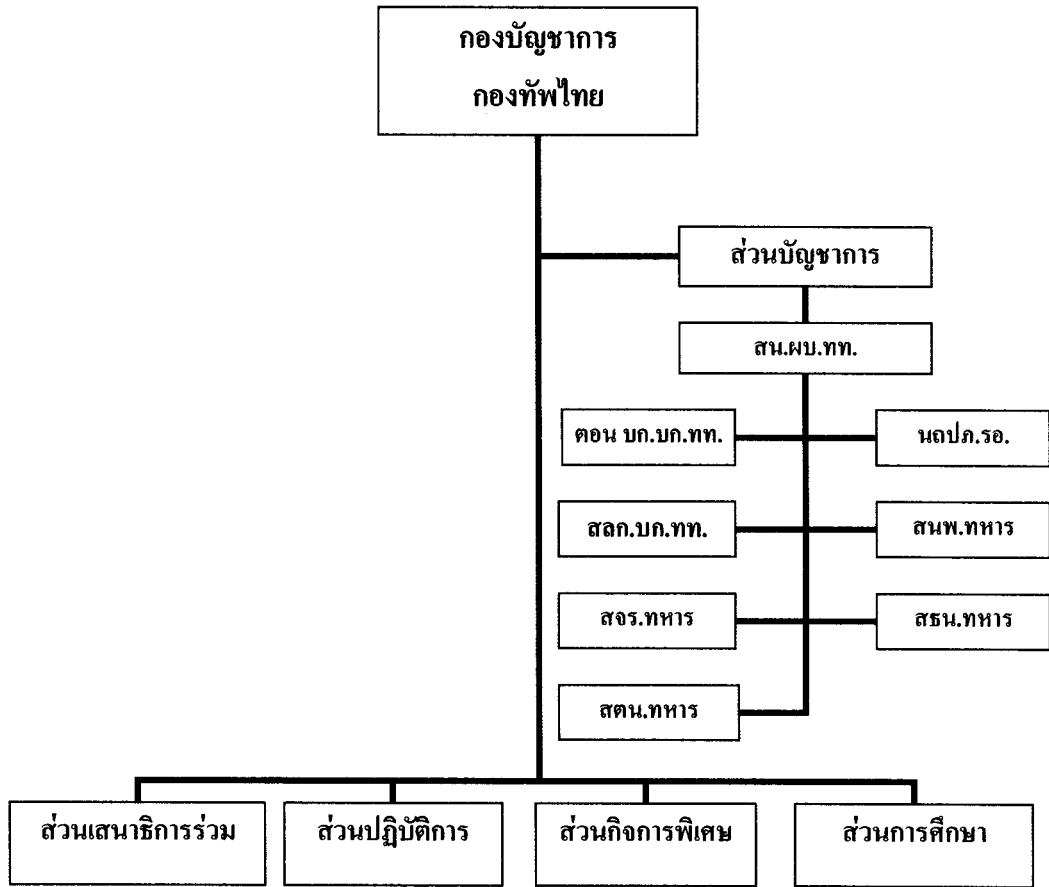 กองบัญชาการ
กองทัพไทย
ส่วนบัญชาการ
สน.ผบ.ทท.
ตอน บก.บก.ทท.
นถปภ.รอ.
สลก.บก.ทท.
สนพ.ทหาร
สจร.ทหาร
สธน.ทหาร
สตน.ทหาร
ส่วนเสนาธิการร่วม
ส่วนปฏิบัติการ
ส่วนกิจการพิเศษ
ส่วนการศึกษา